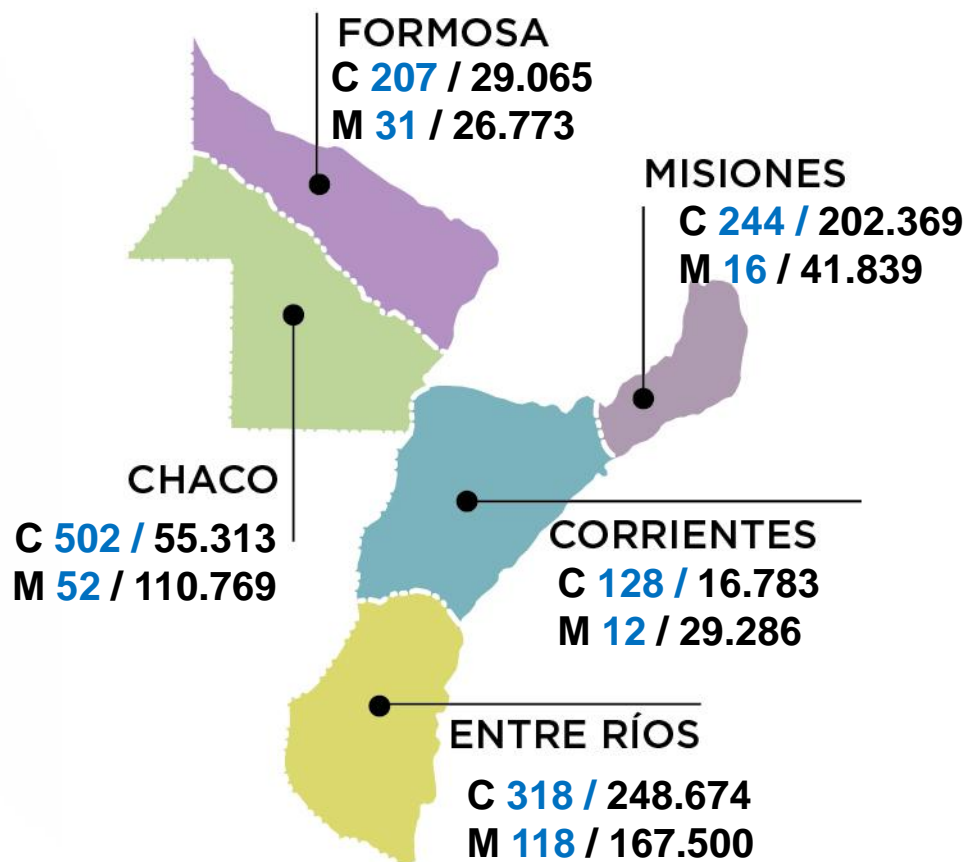 FORMOSA
C 207 / 29.065
M 31 / 26.773
MISIONES
C 244 / 202.369
M 16 / 41.839
CHACO
C 502 / 55.313
M 52 / 110.769
CORRIENTES
C 128 / 16.783
M 12 / 29.286
ENTRE RÍOS
C 318 / 248.674
M 118 / 167.500